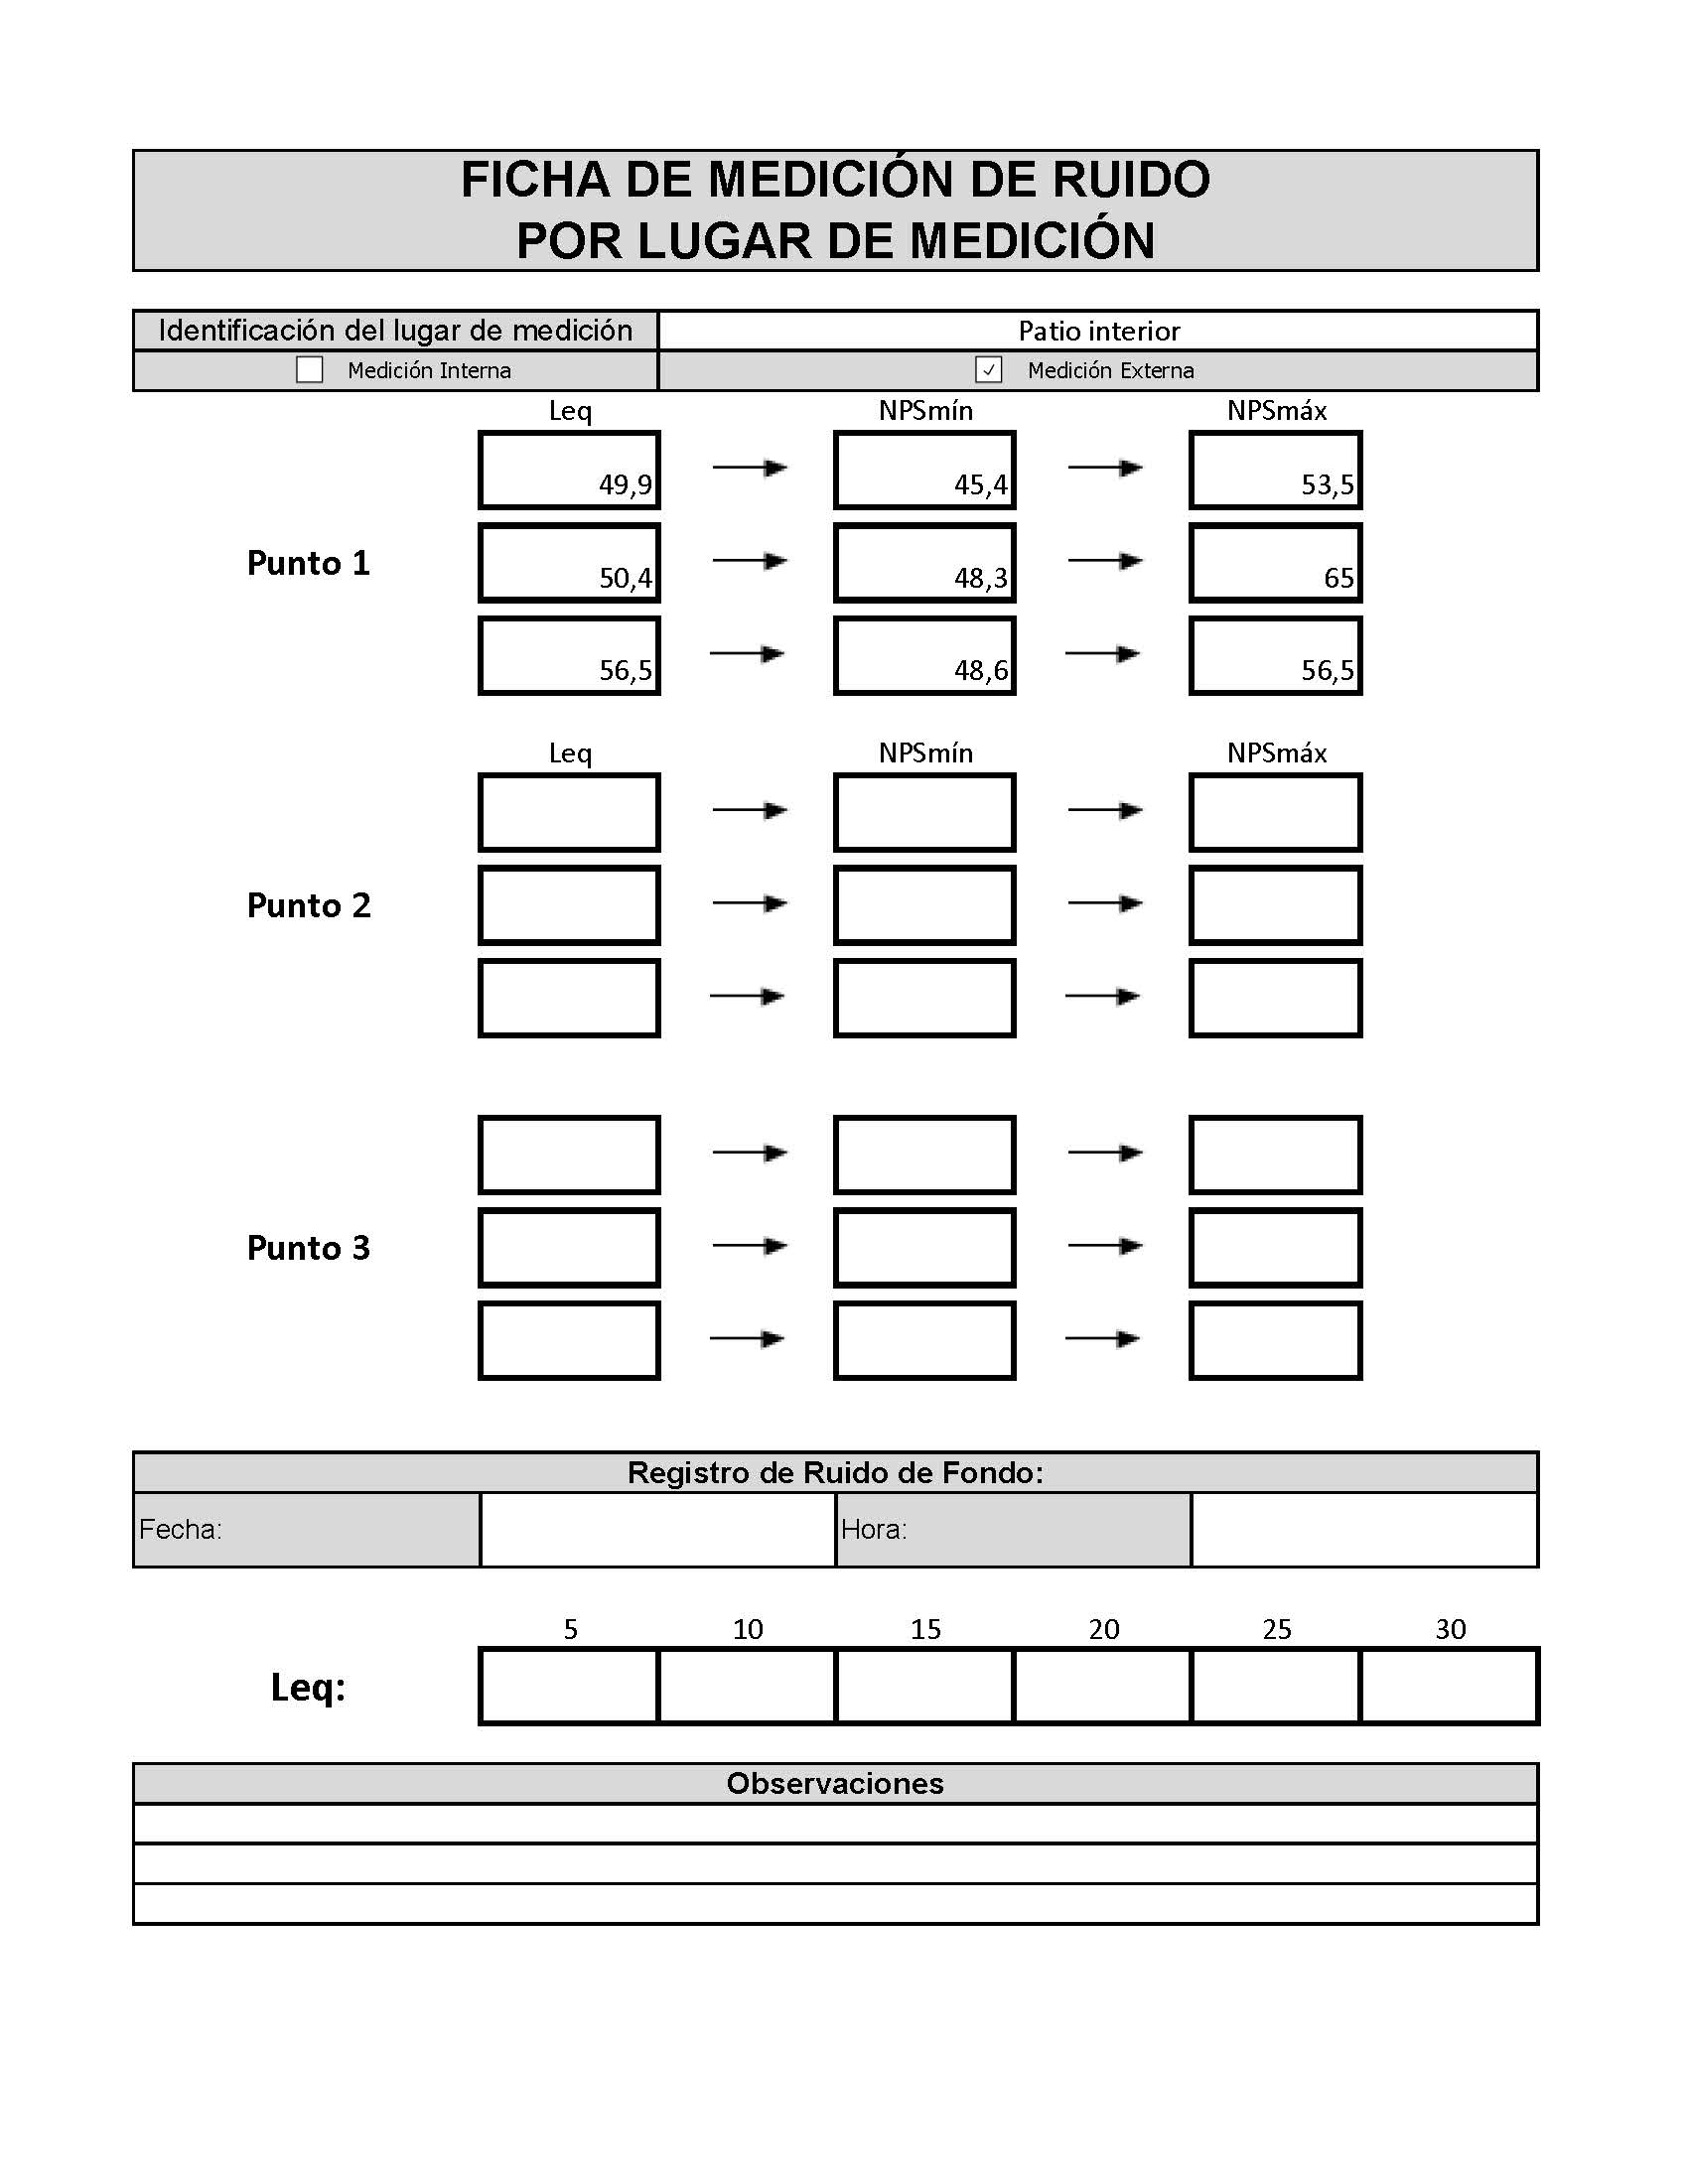 FICHA DE MEDICIÓN DE RUIDO
POR LUGAR DE MEDICIÓN
Identificación del lugar de medición Patio interior
Medición Interna ✓ Medición Externa
Leq NPSmín NPSmáx
49,9 45,4 53,5
Punto 1 50,4 48,3 65
56,5 48,6 56,5
Leq NPSmín NPSmáx
Punto 2
Punto 3
Registro de Ruido de Fondo:
Fecha: Hora:
5 10 15 20 25 30
Leq:
Observaciones